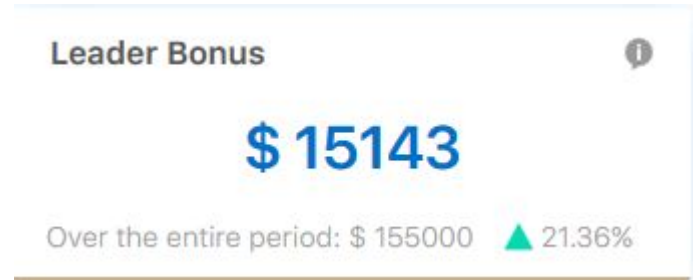 Leader Bonus
$ 15143
Over the entire period: $ 155000 ▲ 21.36%